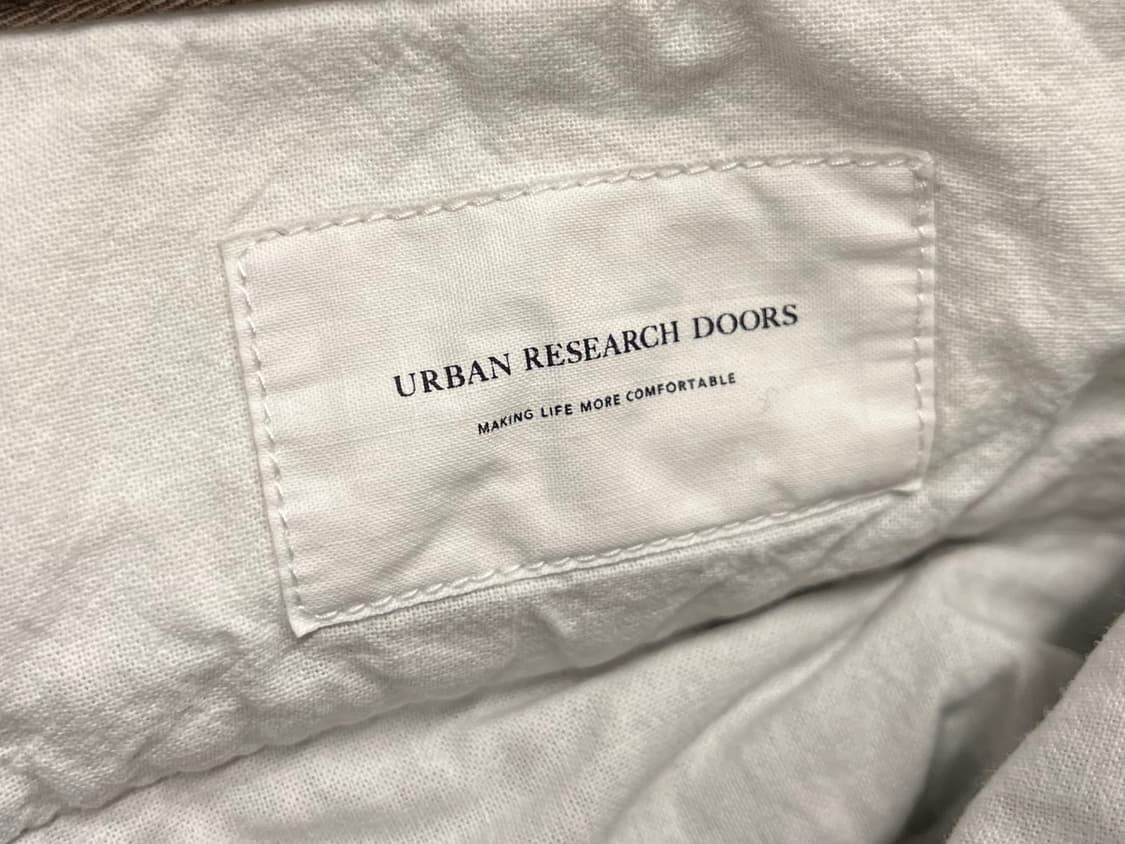 URBAN RESEARCH DOORS
MAKING LIFE MORE COMFORTABLE